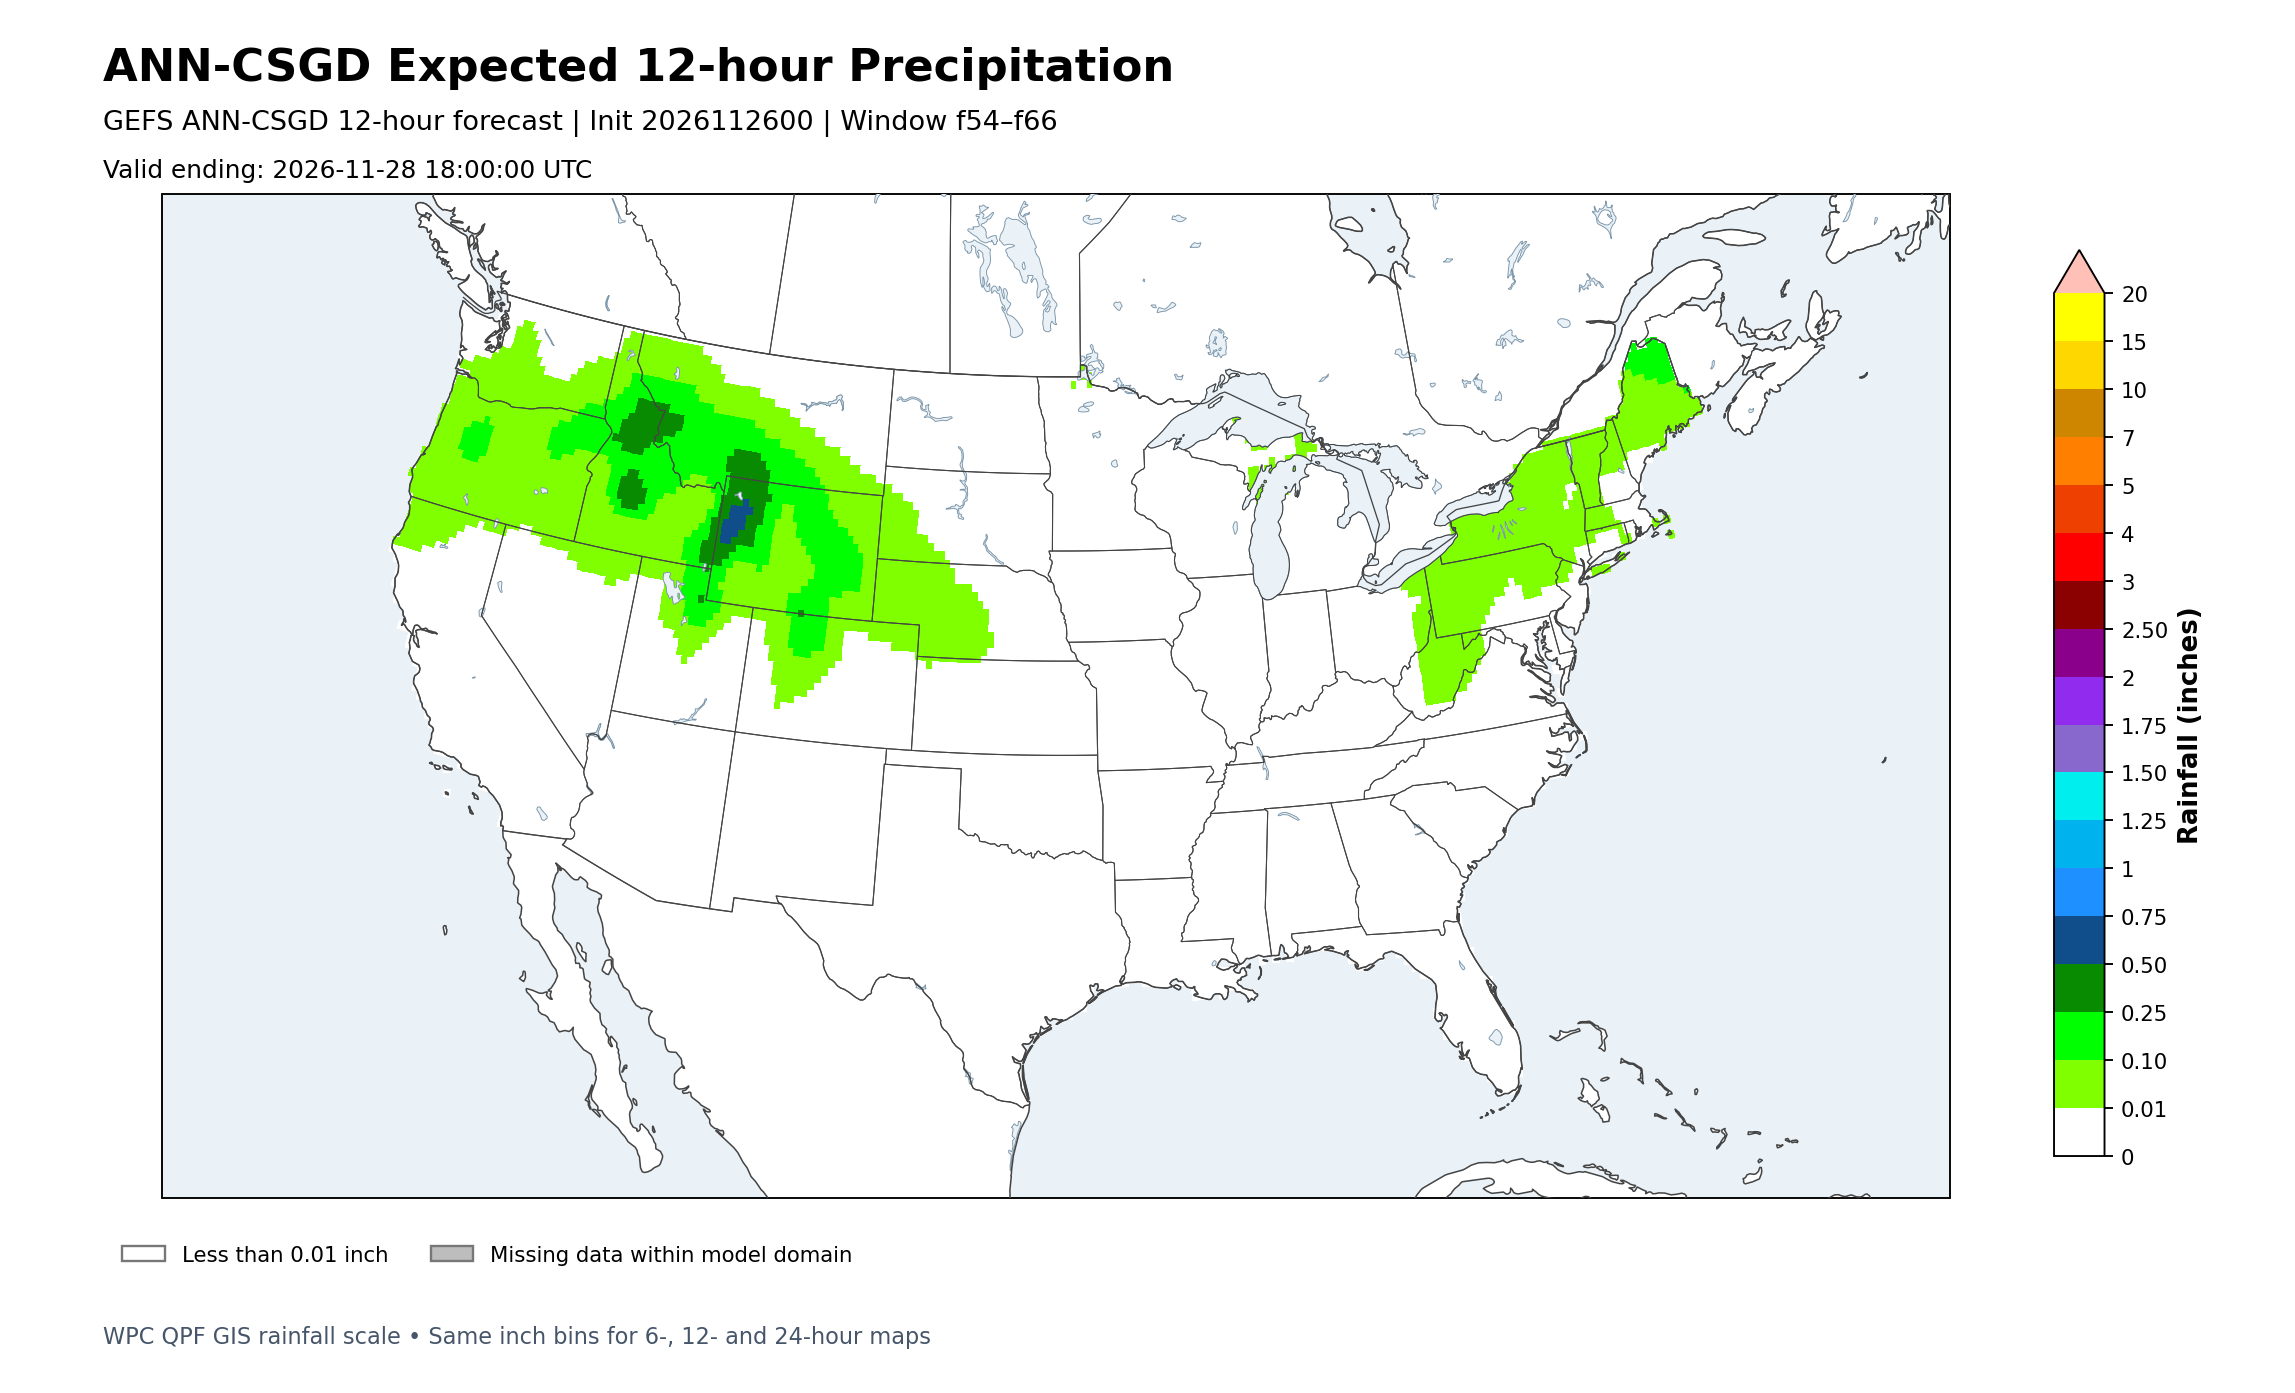 ANN-CSGD Expected 12-hour Precipitation
GEFS ANN-CSGD 12-hour forecast | Init 2026112600 | Window f54–f66
Valid ending: 2026-11-28 18:00:00 UTC
20
15
10
7
5
4
3
2.50
2
1.75
1.50
1.25
1
0.75
0.50
0.25
0.10
0.01
0
Rainfall (inches)
Less than 0.01 inch
Missing data within model domain
WPC QPF GIS rainfall scale • Same inch bins for 6-, 12- and 24-hour maps